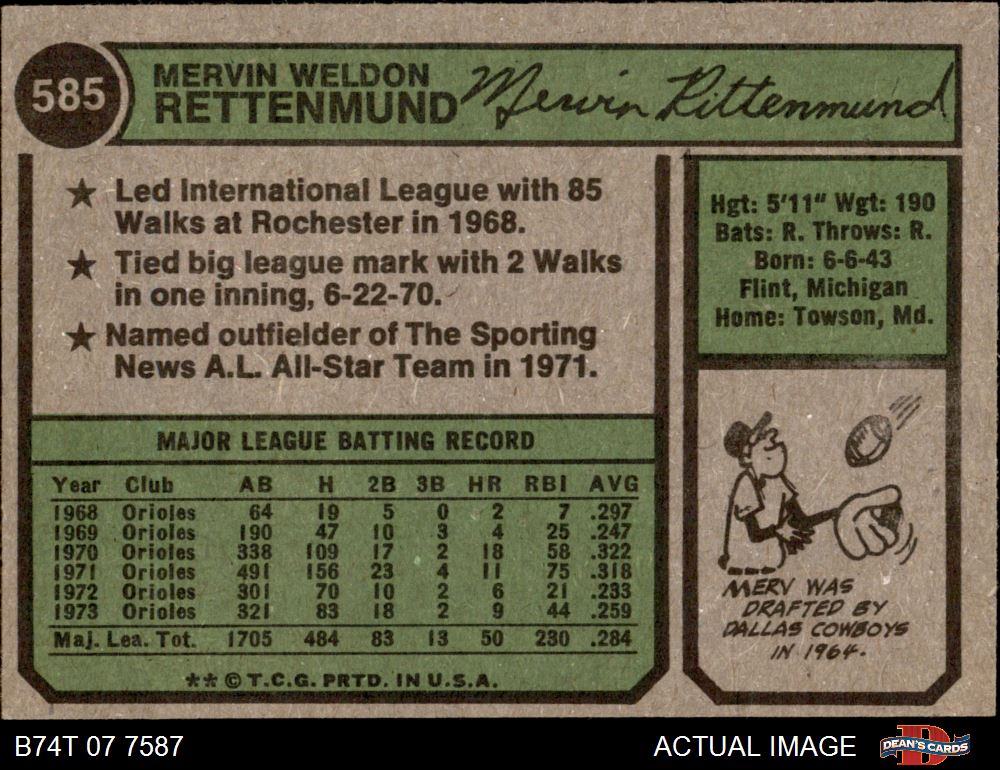 585
MERVIN WELDON
RETTENMUND
Mervin Rittenmund
★ Led International League with 85
Walks at Rochester in 1968.
★ Tied big league mark with 2 Walks
in one inning, 6-22-70.
★ Named outfielder of The Sporting
News A.L. All-Star Team in 1971.
Hgt: 5'11" Wgt: 190
Bats: R. Throws: R.
Born: 6-6-43
Flint, Michigan
Home: Towson, Md.
MAJOR LEAGUE BATTING RECORD
Year Club AB H 2B 3B HR RBI AVG
1968 Orioles 64 19 5 0 2 7 .297
1969 Orioles 190 47 10 3 4 25 .247
1970 Orioles 338 109 17 2 18 58 .322
1971 Orioles 491 156 23 4 11 75 .318
1972 Orioles 301 70 10 2 6 21 .233
1973 Orioles 321 83 18 2 9 44 .259
Maj. Lea. Tot. 1705 484 83 13 50 230 .284
** © T.C.G. PRTD. IN U.S.A.
MERV WAS
DRAFTED BY
DALLAS COWBOYS
IN 1964.
B74T 07 7587
ACTUAL IMAGE
DEAN'S CARDS